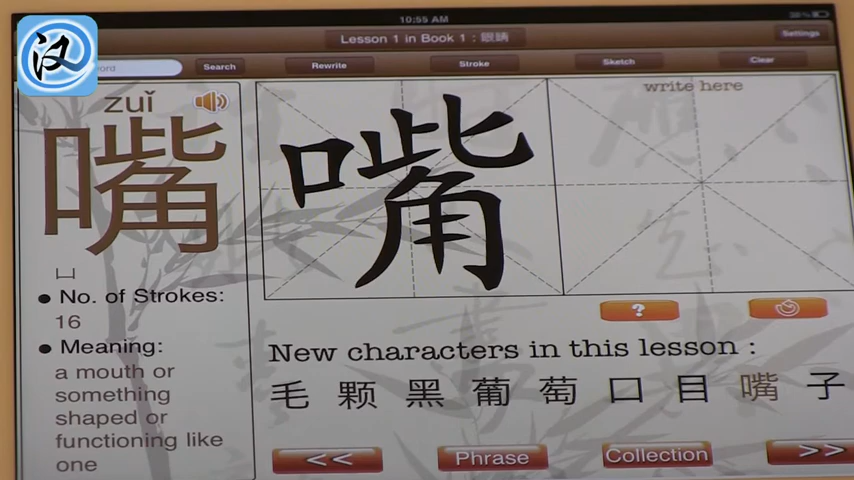 10:55 AM
Lesson 1 in Book 1 : 眼睛
Settings
汉
Search
Rewrite
Stroke
Sketch
Clear
zuǐ
嘴
口
No. of Strokes:
16
Meaning:
a mouth or
something
shaped or
functioning like
one
嘴
write here
?
New characters in this lesson :
毛 颗 黑 葡 萄 口 目 嘴 子
<<
Phrase
Collection
>>